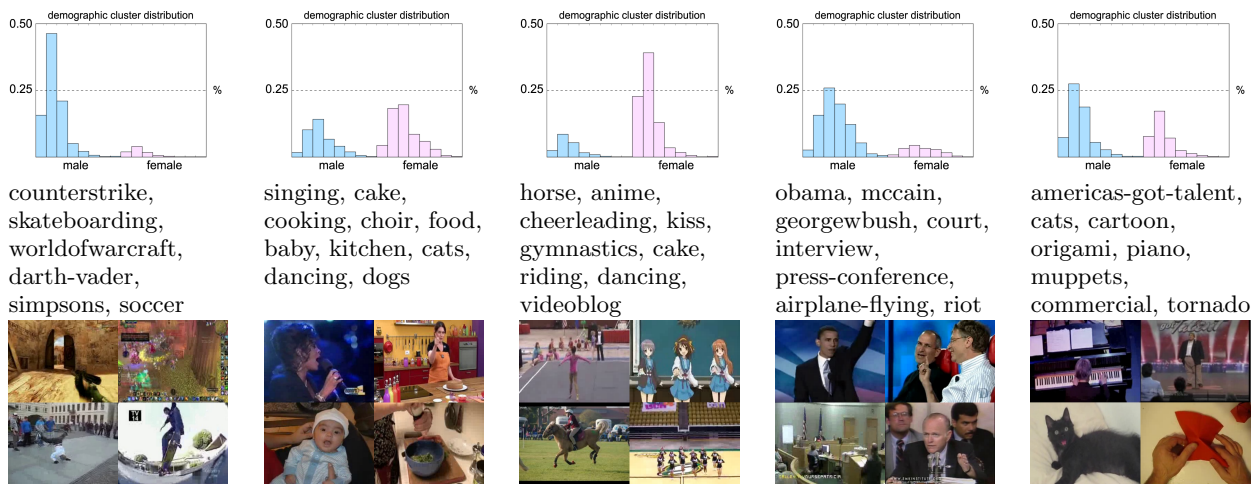 demographic cluster distribution
0.50
0.25
%
male
female
counterstrike,
skateboarding,
worldofwarcraft,
darth-vader,
simpsons, soccer
TV
14
demographic cluster distribution
0.50
0.25
%
male
female
singing, cake,
cooking, choir, food,
baby, kitchen, cats,
dancing, dogs
demographic cluster distribution
0.50
0.25
%
male
female
horse, anime,
cheerleading, kiss,
gymnastics, cake,
riding, dancing,
videoblog
demographic cluster distribution
0.50
0.25
%
male
female
obama, mccain,
georgewbush, court,
interview,
press-conference,
airplane-flying, riot
demographic cluster distribution
0.50
0.25
%
male
female
americas-got-talent,
cats, cartoon,
origami, piano,
muppets,
commercial, tornado